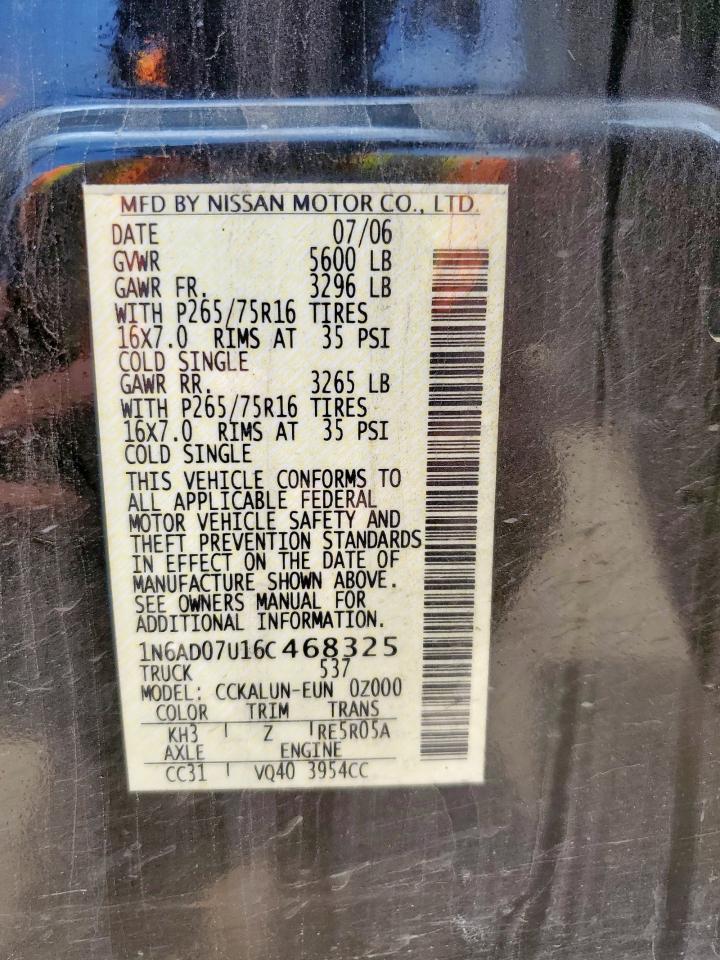 MFD BY NISSAN MOTOR CO., LTD.
DATE 07/06
GVWR 5600 LB
GAWR FR. 3296 LB
WITH P265/75R16 TIRES
16X7.0 RIMS AT 35 PSI
COLD SINGLE
GAWR RR. 3265 LB
WITH P265/75R16 TIRES
16X7.0 RIMS AT 35 PSI
COLD SINGLE
THIS VEHICLE CONFORMS TO
ALL APPLICABLE FEDERAL
MOTOR VEHICLE SAFETY AND
THEFT PREVENTION STANDARDS
IN EFFECT ON THE DATE OF
MANUFACTURE SHOWN ABOVE.
SEE OWNERS MANUAL FOR
ADDITIONAL INFORMATION.
1N6AD07U16C468325
TRUCK 537
MODEL: CCKALUN-EUN 0Z000
COLOR TRIM TRANS
KH3 Z RE5R05A
AXLE ENGINE
CC31 VQ40 3954CC